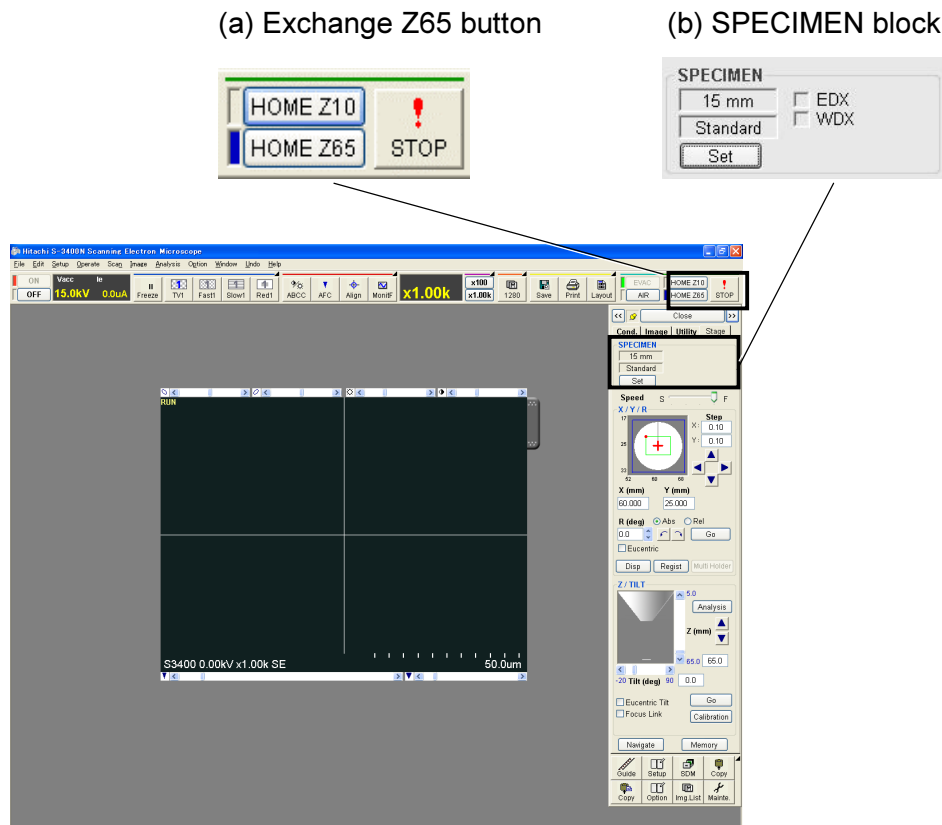 (a) Exchange Z65 button
(b) SPECIMEN block
HOME Z10
HOME Z65
STOP
SPECIMEN
15 mm
Standard
Set
EDX
WDX
Hitachi S-3400N Scanning Electron Microscope
File Edit Setup Operate Scan Image Analysis Option Window Undo Help
ON
OFF
Vacc Ie
15.0kV 0.0uA
Freeze
TV1
Fast1
Slow1
Red1
ABCC
AFC
Align
MonitF
x1.00k
x100
x1.00k
1280
Save
Print
Layout
EVAC
AIR
HOME Z10
HOME Z65
STOP
<< Close >>
Cond. Image Utility Stage
SPECIMEN
15 mm
Standard
Set
Speed S F
X / Y / R
17
25
33
52 60 68
Step
X: 0.10
Y: 0.10
X (mm) Y (mm)
60.000 25.000
R (deg) Abs Rel
0.0 Go
Eucentric
Disp Regist Multi Holder
Z / TILT
5.0
Analysis
Z (mm)
65.0 65.0
-20 Tilt (deg) 90 0.0
Eucentric Tilt Go
Focus Link Calibration
Navigate Memory
Guide Setup SDM Copy
Copy Option Img.List Mainte.
RUN
S3400 0.00kV x1.00k SE 50.0um